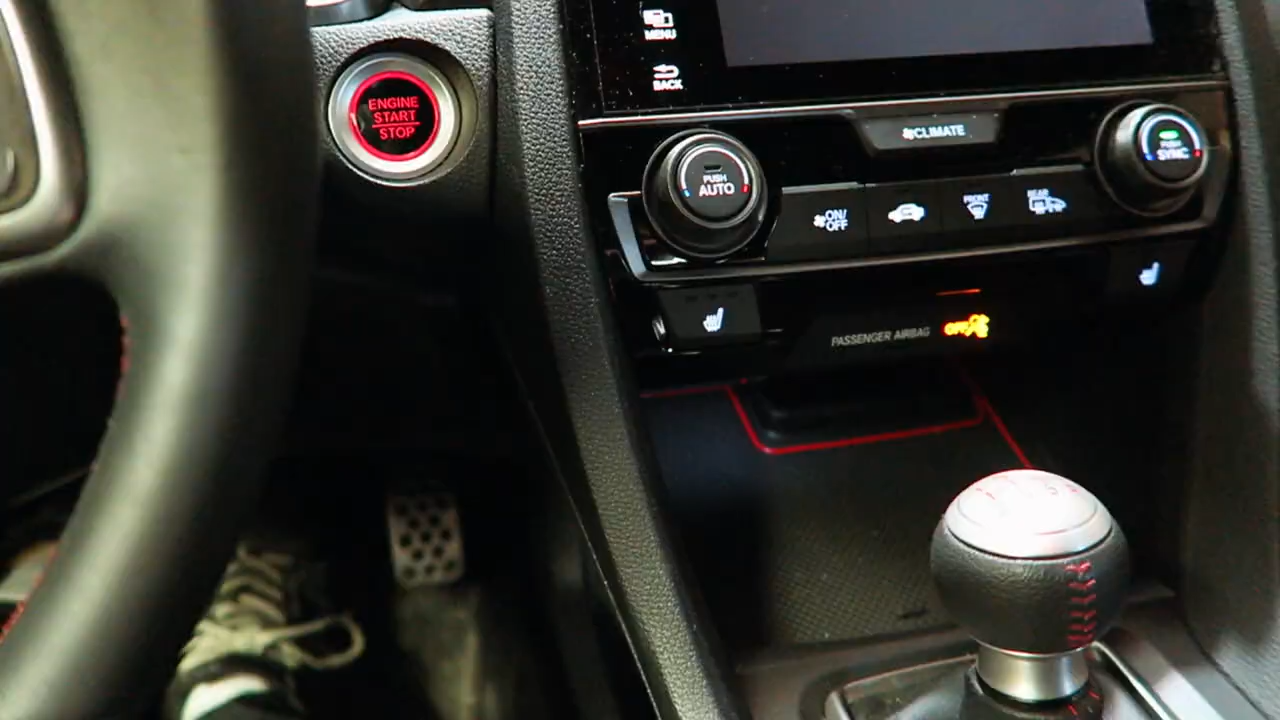 MENU
BACK
ENGINE
START
STOP
CLIMATE
PUSH
AUTO
PUSH
SYNC
ON/
OFF
FRONT
REAR
PASSENGER AIRBAG
OFF